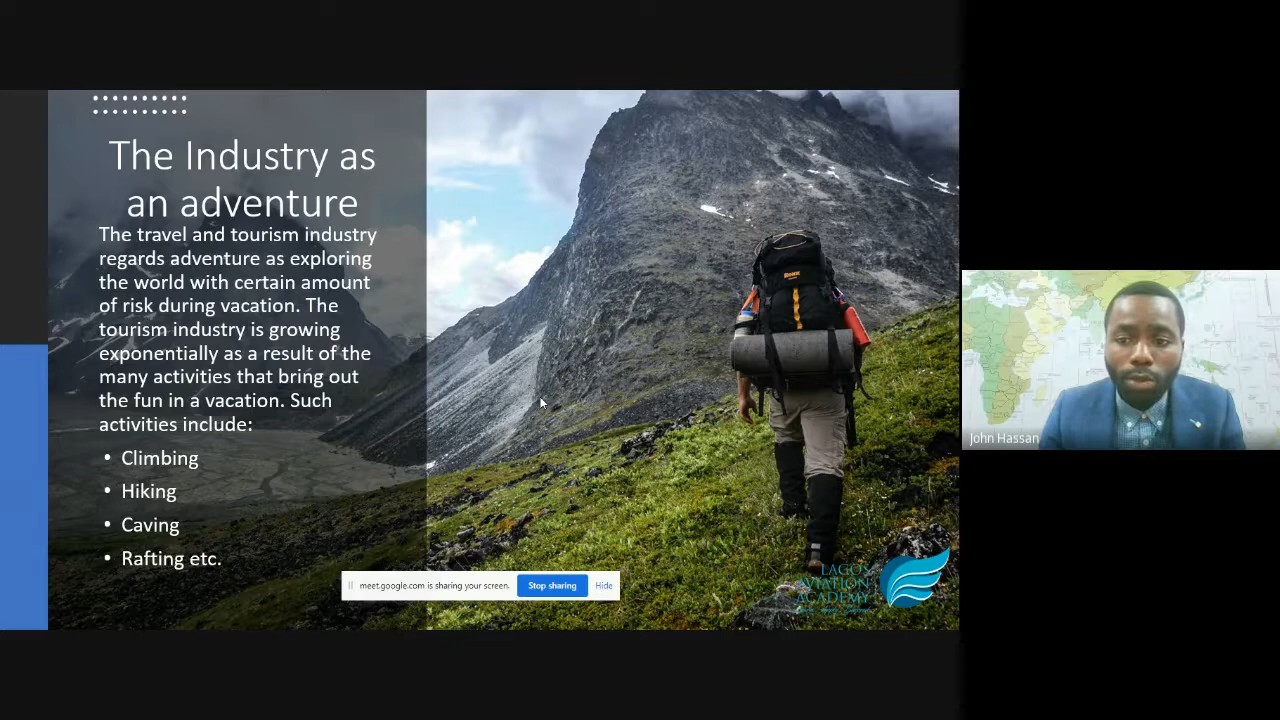 The Industry as
an adventure
The travel and tourism industry
regards adventure as exploring
the world with certain amount
of risk during vacation. The
tourism industry is growing
exponentially as a result of the
many activities that bring out
the fun in a vacation. Such
activities include:
• Climbing
• Hiking
• Caving
• Rafting etc.
meet.google.com is sharing your screen. Stop sharing Hide
LAGOS
AVIATION
ACADEMY
John Hassan